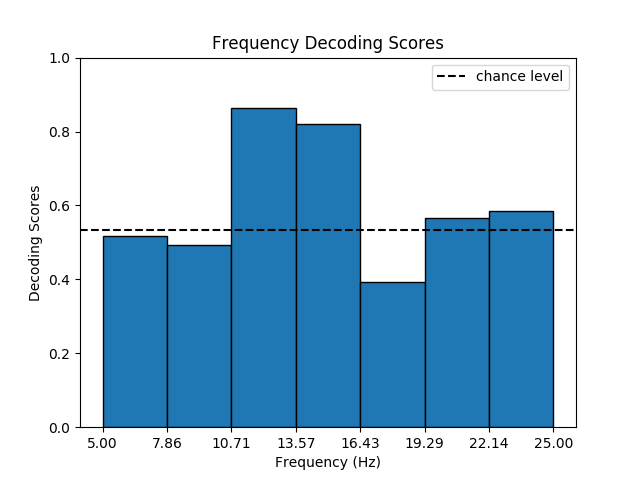 Frequency Decoding Scores
chance level
1.0
0.8
0.6
0.4
0.2
0.0
Decoding Scores
5.00 7.86 10.71 13.57 16.43 19.29 22.14 25.00
Frequency (Hz)